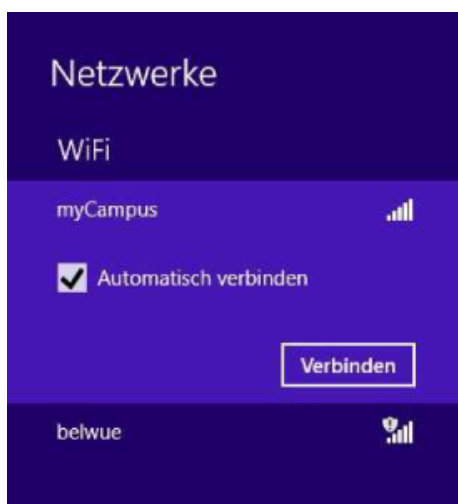 Netzwerke
WiFi
myCampus
Automatisch verbinden
Verbinden
belwue